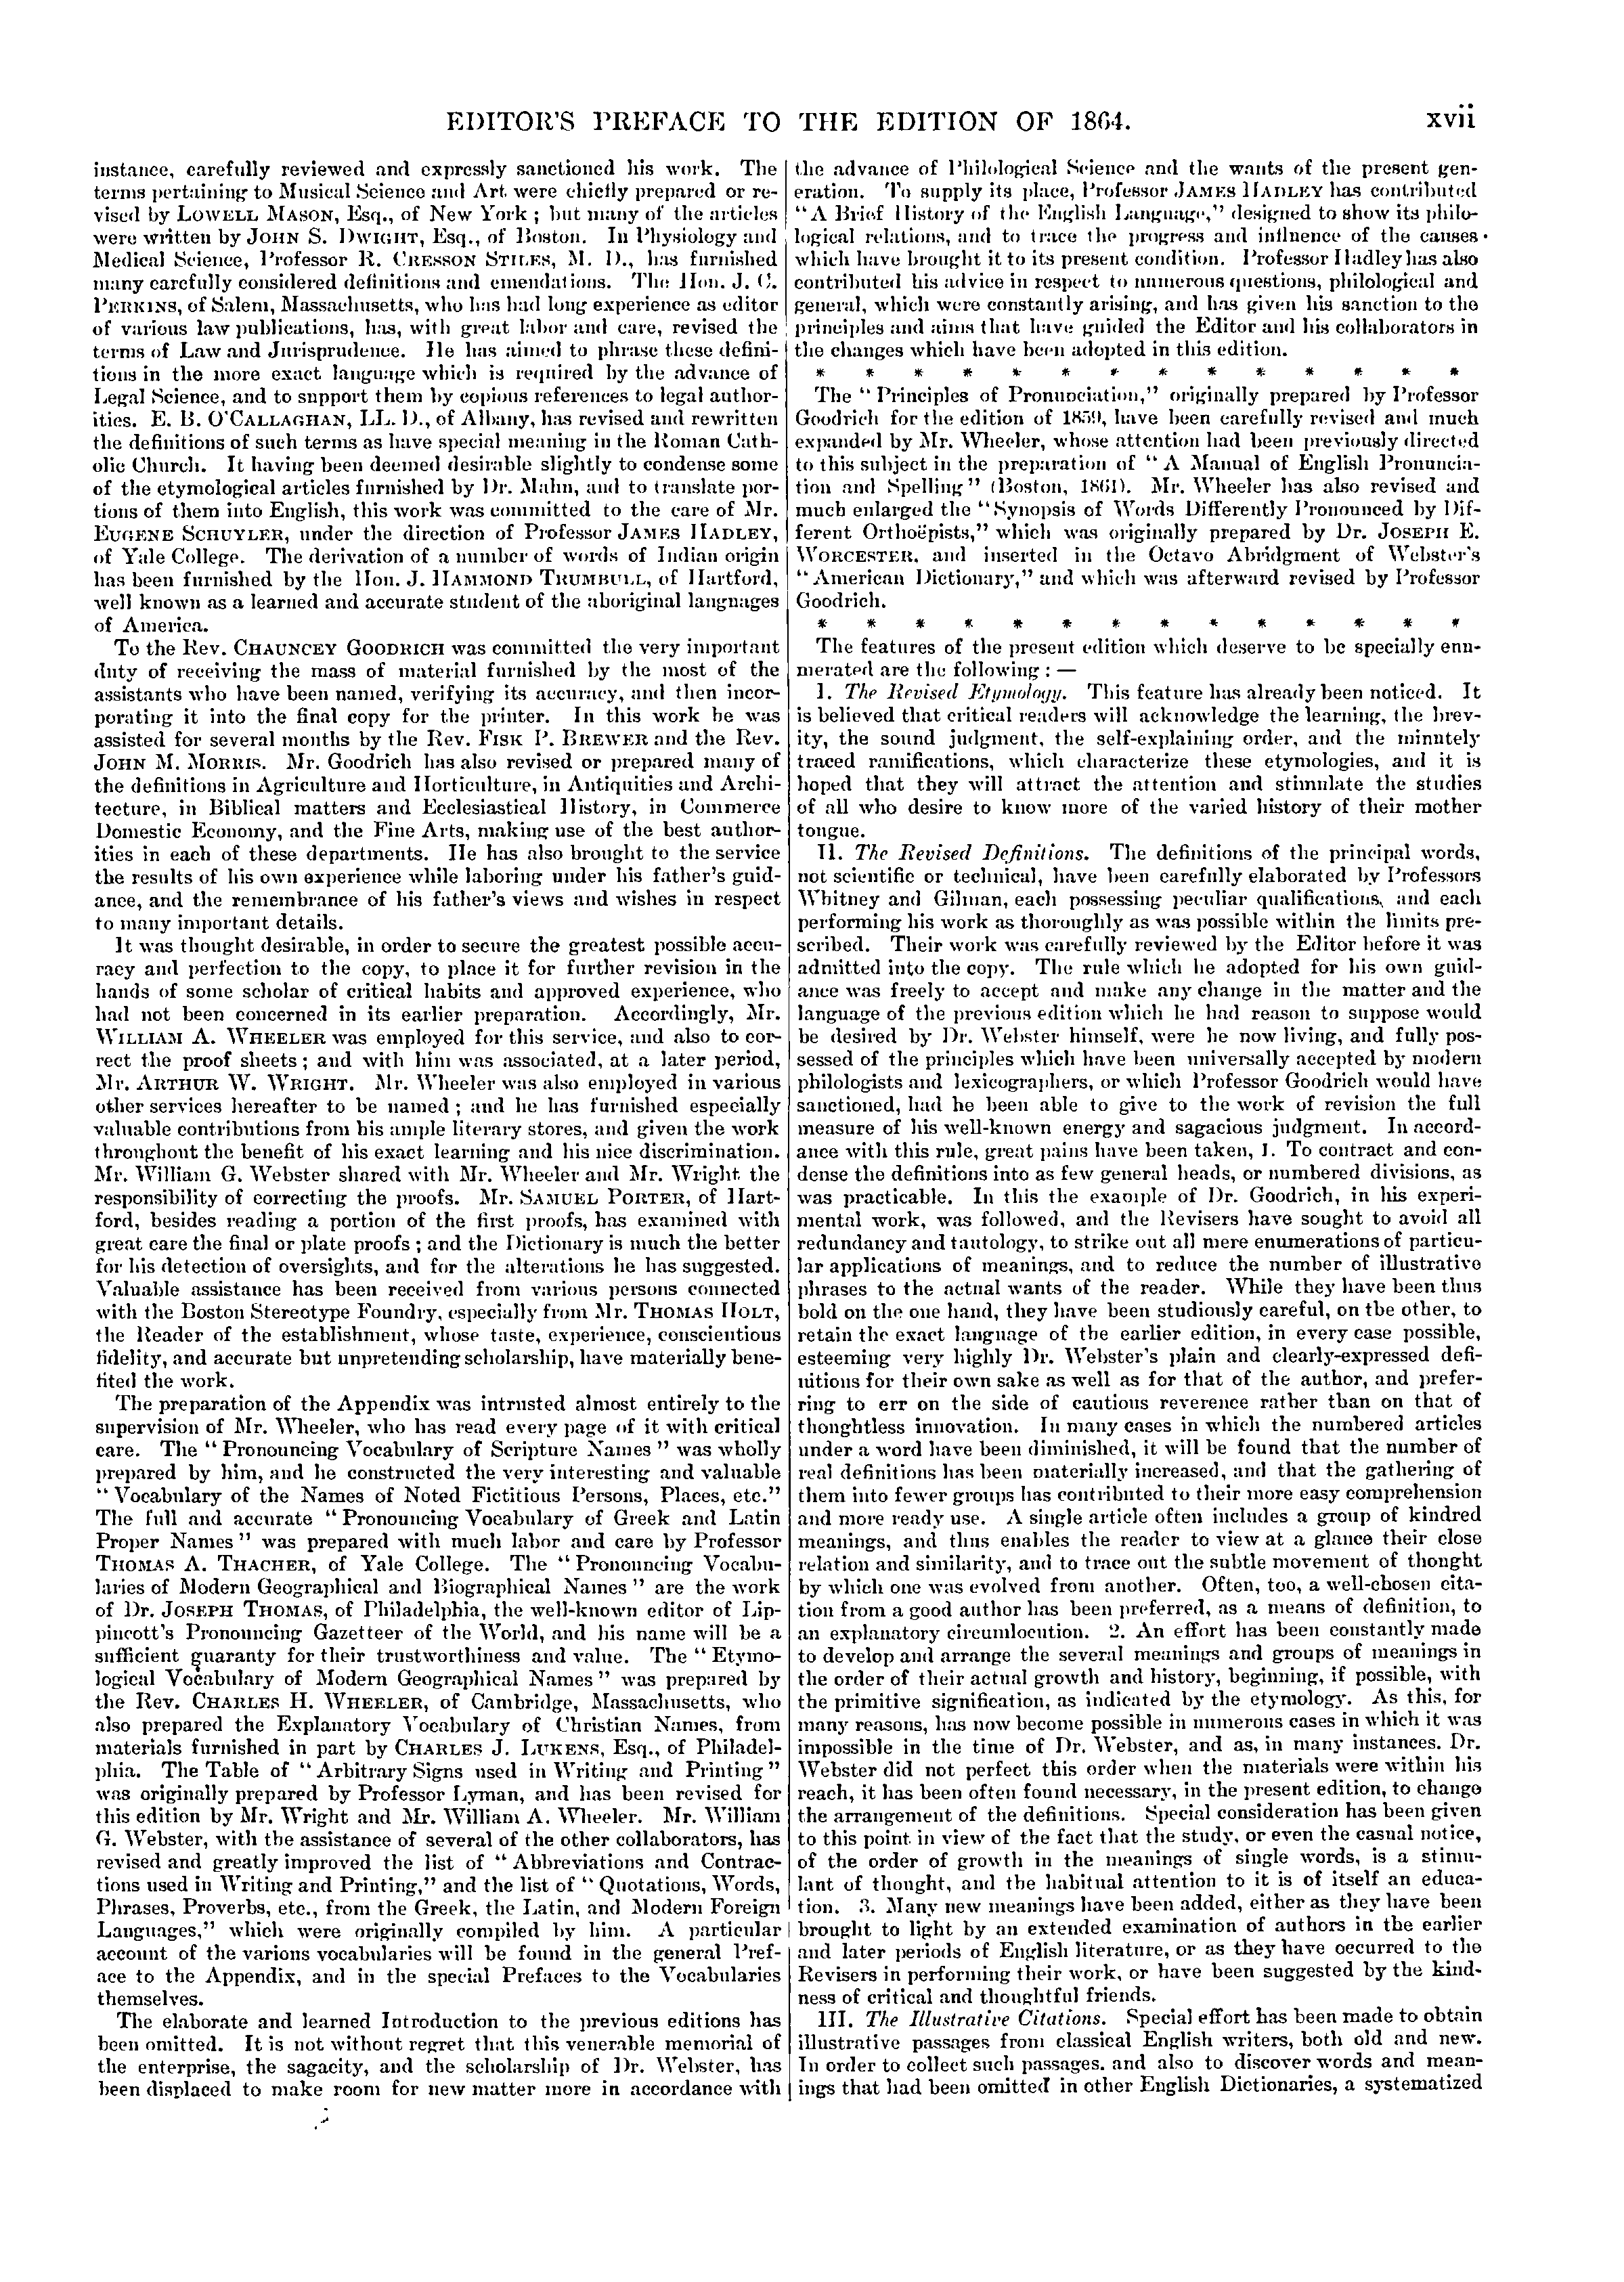 EDITOR'S PREFACE TO THE EDITION OF 1864.
xvii
instance, carefully reviewed and expressly sanctioned his work. The
terms pertaining to Musical Science and Art were chiefly prepared or re-
vised by LOWELL MASON, Esq., of New York ; but many of the articles
were written by JOHN S. DWIGHT, Esq., of Boston. In Physiology and
Medical Science, Professor R. CRESSON STILES, M. D., has furnished
many carefully considered definitions and emendations. The Hon. J. C.
PERKINS, of Salem, Massachusetts, who has had long experience as editor
of various law publications, has, with great labor and care, revised the
terms of Law and Jurisprudence. He has aimed to phrase these defini-
tions in the more exact language which is required by the advance of
Legal Science, and to support them by copious references to legal author-
ities. E. B. O'CALLAGHAN, LL. D., of Albany, has revised and rewritten
the definitions of such terms as have special meaning in the Roman Cath-
olic Church. It having been deemed desirable slightly to condense some
of the etymological articles furnished by Dr. Mahn, and to translate por-
tions of them into English, this work was committed to the care of Mr.
EUGENE SCHUYLER, under the direction of Professor JAMES HADLEY,
of Yale College. The derivation of a number of words of Indian origin
has been furnished by the Hon. J. HAMMOND TRUMBULL, of Hartford,
well known as a learned and accurate student of the aboriginal languages
of America.
To the Rev. CHAUNCEY GOODRICH was committed the very important
duty of receiving the mass of material furnished by the most of the
assistants who have been named, verifying its accuracy, and then incor-
porating it into the final copy for the printer. In this work he was
assisted for several months by the Rev. FISK P. BREWER and the Rev.
JOHN M. MORRIS. Mr. Goodrich has also revised or prepared many of
the definitions in Agriculture and Horticulture, in Antiquities and Archi-
tecture, in Biblical matters and Ecclesiastical History, in Commerce
Domestic Economy, and the Fine Arts, making use of the best author-
ities in each of these departments. He has also brought to the service
the results of his own experience while laboring under his father's guid-
ance, and the remembrance of his father's views and wishes in respect
to many important details.
It was thought desirable, in order to secure the greatest possible accu-
racy and perfection to the copy, to place it for further revision in the
hands of some scholar of critical habits and approved experience, who
had not been concerned in its earlier preparation. Accordingly, Mr.
WILLIAM A. WHEELER was employed for this service, and also to cor-
rect the proof sheets ; and with him was associated, at a later period,
Mr. ARTHUR W. WRIGHT. Mr. Wheeler was also employed in various
other services hereafter to be named ; and he has furnished especially
valuable contributions from his ample literary stores, and given the work
throughout the benefit of his exact learning and his nice discrimination.
Mr. William G. Webster shared with Mr. Wheeler and Mr. Wright the
responsibility of correcting the proofs. Mr. SAMUEL PORTER, of Hart-
ford, besides reading a portion of the first proofs, has examined with
great care the final or plate proofs ; and the Dictionary is much the better
for his detection of oversights, and for the alterations he has suggested.
Valuable assistance has been received from various persons connected
with the Boston Stereotype Foundry, especially from Mr. THOMAS HOLT,
the Reader of the establishment, whose taste, experience, conscientious
fidelity, and accurate but unpretending scholarship, have materially bene-
fited the work.
The preparation of the Appendix was intrusted almost entirely to the
supervision of Mr. Wheeler, who has read every page of it with critical
care. The "Pronouncing Vocabulary of Scripture Names" was wholly
prepared by him, and he constructed the very interesting and valuable
"Vocabulary of the Names of Noted Fictitious Persons, Places, etc."
The full and accurate "Pronouncing Vocabulary of Greek and Latin
Proper Names" was prepared with much labor and care by Professor
THOMAS A. THACHER, of Yale College. The "Pronouncing Vocabu-
laries of Modern Geographical and Biographical Names" are the work
of Dr. JOSEPH THOMAS, of Philadelphia, the well-known editor of Lip-
pincott's Pronouncing Gazetteer of the World, and his name will be a
sufficient guaranty for their trustworthiness and value. The "Etymo-
logical Vocabulary of Modern Geographical Names" was prepared by
the Rev. CHARLES H. WHEELER, of Cambridge, Massachusetts, who
also prepared the Explanatory Vocabulary of Christian Names, from
materials furnished in part by CHARLES J. LUKENS, Esq., of Philadel-
phia. The Table of "Arbitrary Signs used in Writing and Printing"
was originally prepared by Professor Lyman, and has been revised for
this edition by Mr. Wright and Mr. William A. Wheeler. Mr. William
G. Webster, with the assistance of several of the other collaborators, has
revised and greatly improved the list of "Abbreviations and Contrac-
tions used in Writing and Printing," and the list of "Quotations, Words,
Phrases, Proverbs, etc., from the Greek, the Latin, and Modern Foreign
Languages," which were originally compiled by him. A particular
account of the various vocabularies will be found in the general Pref-
ace to the Appendix, and in the special Prefaces to the Vocabularies
themselves.
The elaborate and learned Introduction to the previous editions has
been omitted. It is not without regret that this venerable memorial of
the enterprise, the sagacity, and the scholarship of Dr. Webster, has
been displaced to make room for new matter more in accordance with
the advance of Philological Science and the wants of the present gen-
eration. To supply its place, Professor JAMES HADLEY has contributed
"A Brief History of the English Language," designed to show its philo-
logical relations, and to trace the progress and influence of the causes
which have brought it to its present condition. Professor Hadley has also
contributed his advice in respect to numerous questions, philological and
general, which were constantly arising, and has given his sanction to the
principles and aims that have guided the Editor and his collaborators in
the changes which have been adopted in this edition.
* * * * * * * * * * * * * *
The "Principles of Pronunciation," originally prepared by Professor
Goodrich for the edition of 1859, have been carefully revised and much
expanded by Mr. Wheeler, whose attention had been previously directed
to this subject in the preparation of "A Manual of English Pronuncia-
tion and Spelling" (Boston, 1861). Mr. Wheeler has also revised and
much enlarged the "Synopsis of Words Differently Pronounced by Dif-
ferent Orthoëpists," which was originally prepared by Dr. JOSEPH E.
WORCESTER, and inserted in the Octavo Abridgment of Webster's
"American Dictionary," and which was afterward revised by Professor
Goodrich.
* * * * * * * * * * * * * *
The features of the present edition which deserve to be specially enu-
merated are the following : —
I. The Revised Etymology. This feature has already been noticed. It
is believed that critical readers will acknowledge the learning, the brev-
ity, the sound judgment, the self-explaining order, and the minutely
traced ramifications, which characterize these etymologies, and it is
hoped that they will attract the attention and stimulate the studies
of all who desire to know more of the varied history of their mother
tongue.
II. The Revised Definitions. The definitions of the principal words,
not scientific or technical, have been carefully elaborated by Professors
Whitney and Gilman, each possessing peculiar qualifications, and each
performing his work as thoroughly as was possible within the limits pre-
scribed. Their work was carefully reviewed by the Editor before it was
admitted into the copy. The rule which he adopted for his own guid-
ance was freely to accept and make any change in the matter and the
language of the previous edition which he had reason to suppose would
be desired by Dr. Webster himself, were he now living, and fully pos-
sessed of the principles which have been universally accepted by modern
philologists and lexicographers, or which Professor Goodrich would have
sanctioned, had he been able to give to the work of revision the full
measure of his well-known energy and sagacious judgment. In accord-
ance with this rule, great pains have been taken, 1. To contract and con-
dense the definitions into as few general heads, or numbered divisions, as
was practicable. In this the example of Dr. Goodrich, in his experi-
mental work, was followed, and the Revisers have sought to avoid all
redundancy and tautology, to strike out all mere enumerations of particu-
lar applications of meanings, and to reduce the number of illustrative
phrases to the actual wants of the reader. While they have been thus
bold on the one hand, they have been studiously careful, on the other, to
retain the exact language of the earlier edition, in every case possible,
esteeming very highly Dr. Webster's plain and clearly-expressed defi-
nitions for their own sake as well as for that of the author, and prefer-
ring to err on the side of cautious reverence rather than on that of
thoughtless innovation. In many cases in which the numbered articles
under a word have been diminished, it will be found that the number of
real definitions has been materially increased, and that the gathering of
them into fewer groups has contributed to their more easy comprehension
and more ready use. A single article often includes a group of kindred
meanings, and thus enables the reader to view at a glance their close
relation and similarity, and to trace out the subtle movement of thought
by which one was evolved from another. Often, too, a well-chosen cita-
tion from a good author has been preferred, as a means of definition, to
an explanatory circumlocution. 2. An effort has been constantly made
to develop and arrange the several meanings and groups of meanings in
the order of their actual growth and history, beginning, if possible, with
the primitive signification, as indicated by the etymology. As this, for
many reasons, has now become possible in numerous cases in which it was
impossible in the time of Dr. Webster, and as, in many instances. Dr.
Webster did not perfect this order when the materials were within his
reach, it has been often found necessary, in the present edition, to change
the arrangement of the definitions. Special consideration has been given
to this point in view of the fact that the study, or even the casual notice,
of the order of growth in the meanings of single words, is a stimu-
lant of thought, and the habitual attention to it is of itself an educa-
tion. 3. Many new meanings have been added, either as they have been
brought to light by an extended examination of authors in the earlier
and later periods of English literature, or as they have occurred to the
Revisers in performing their work, or have been suggested by the kind-
ness of critical and thoughtful friends.
III. The Illustrative Citations. Special effort has been made to obtain
illustrative passages from classical English writers, both old and new.
In order to collect such passages. and also to discover words and mean-
ings that had been omitted in other English Dictionaries, a systematized